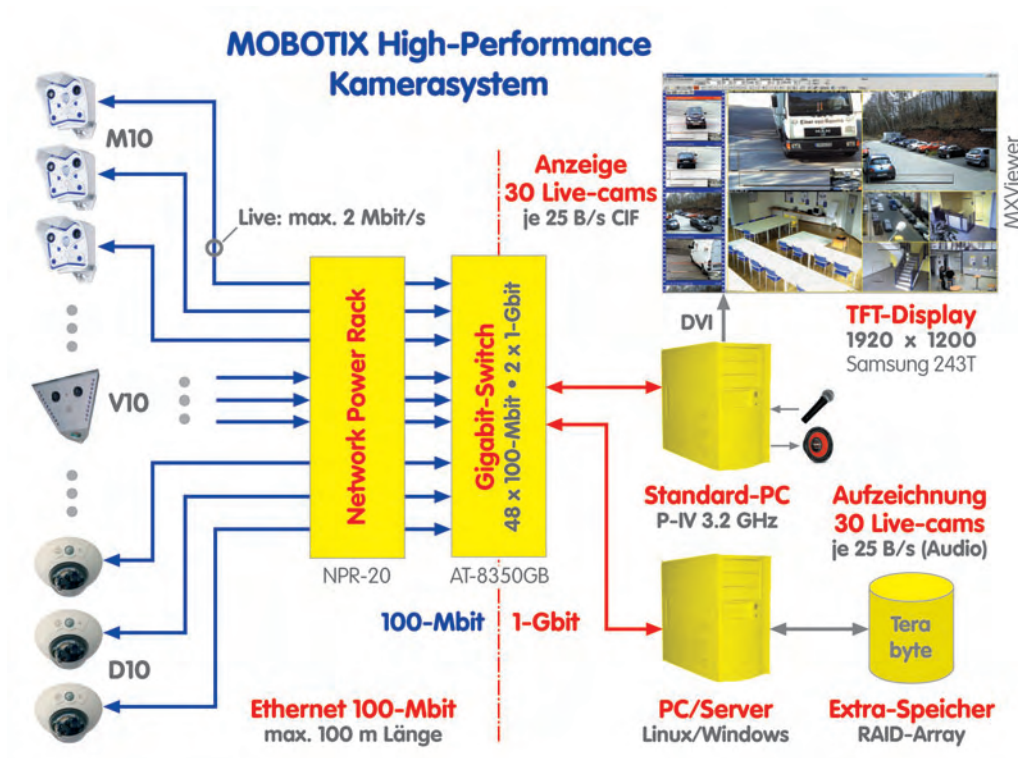 MOBOTIX High-Performance
Kamerasystem
M10
Live: max. 2 Mbit/s
Anzeige
30 Live-cams
je 25 B/s CIF
MXViewer
DVI
TFT-Display
1920 x 1200
Samsung 243T
V10
Network Power Rack
Gigabit-Switch
48 x 100-Mbit • 2 x 1-Gbit
Standard-PC
P-IV 3.2 GHz
Aufzeichnung
30 Live-cams
je 25 B/s (Audio)
NPR-20
AT-8350GB
100-Mbit
1-Gbit
Tera
byte
D10
Ethernet 100-Mbit
max. 100 m Länge
PC/Server
Linux/Windows
Extra-Speicher
RAID-Array